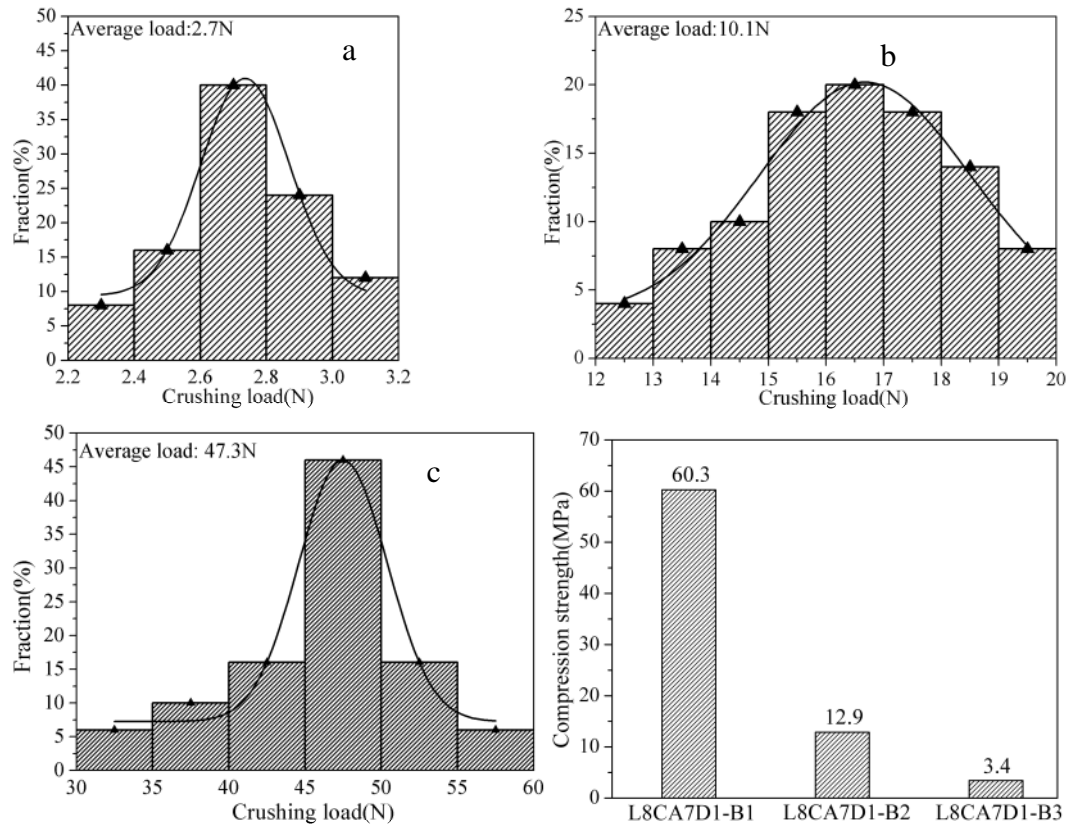 Average load:2.7N
a
50
45
40
35
30
25
20
15
10
5
0
Fraction(%)
2.2 2.4 2.6 2.8 3.0 3.2
Crushing load(N)
Average load:10.1N
b
25
20
15
10
5
0
Fraction(%)
12 13 14 15 16 17 18 19 20
Crushing load(N)
Average load: 47.3N
c
50
45
40
35
30
25
20
15
10
5
0
Fraction(%)
30 35 40 45 50 55 60
Crushing load(N)
70
60
50
40
30
20
10
0
Compression strength(MPa)
60.3
12.9
3.4
L8CA7D1-B1 L8CA7D1-B2 L8CA7D1-B3